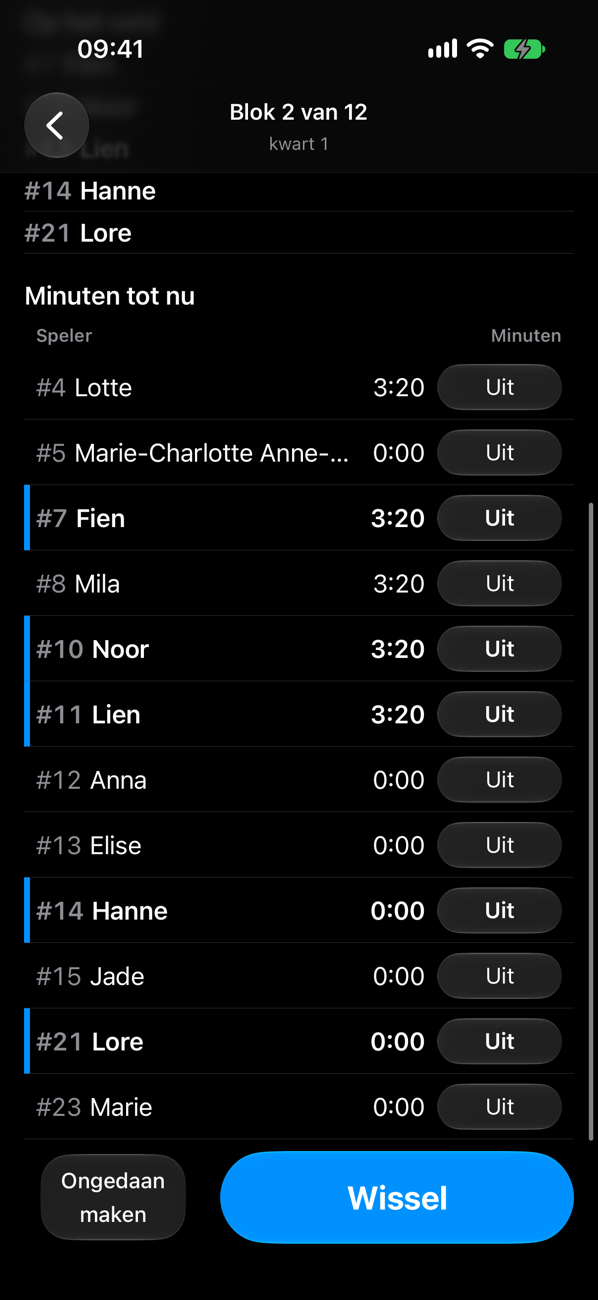 09:41
Blok 2 van 12
kwart 1
Lien
#14 Hanne
#21 Lore
Minuten tot nu
Speler Minuten
#4 Lotte 3:20 Uit
#5 Marie-Charlotte Anne-... 0:00 Uit
#7 Fien 3:20 Uit
#8 Mila 3:20 Uit
#10 Noor 3:20 Uit
#11 Lien 3:20 Uit
#12 Anna 0:00 Uit
#13 Elise 0:00 Uit
#14 Hanne 0:00 Uit
#15 Jade 0:00 Uit
#21 Lore 0:00 Uit
#23 Marie 0:00 Uit
Ongedaan
maken
Wissel